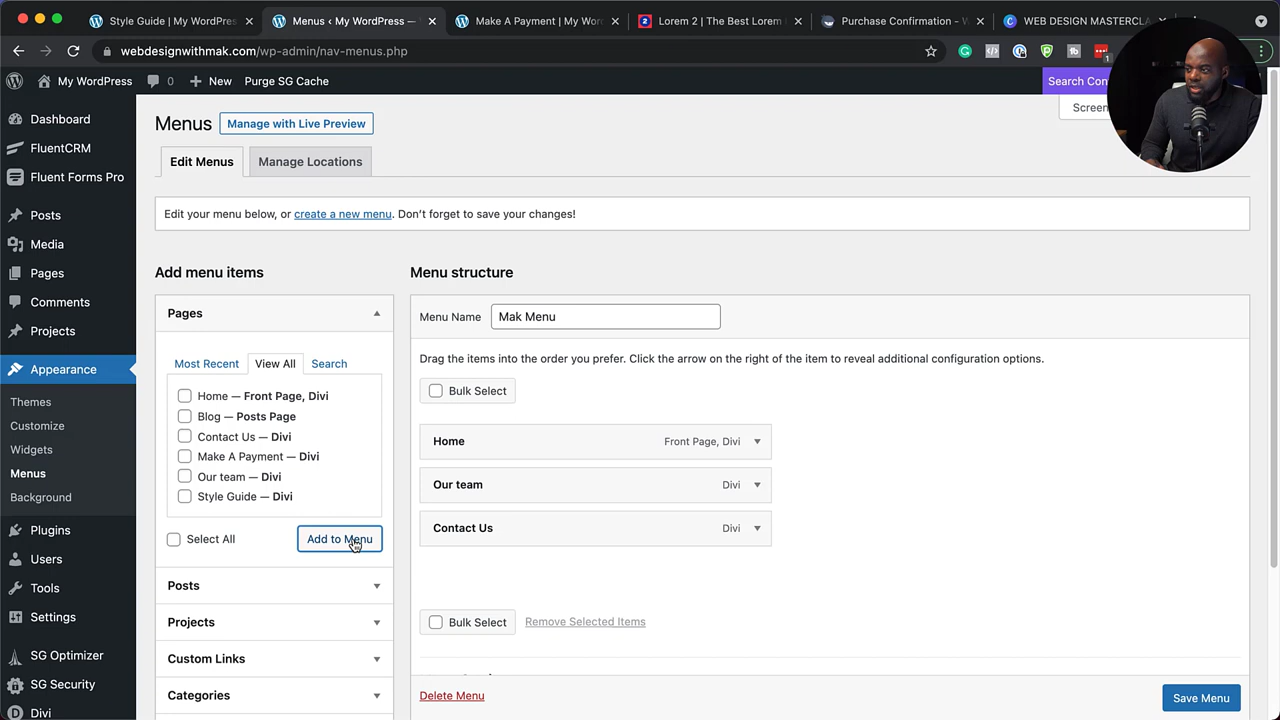 Style Guide | My WordPress
Menus ‹ My WordPress —
Make A Payment | My Wor
Lorem 2 | The Best Lorem
Purchase Confirmation - W
WEB DESIGN MASTERCLA
webdesignwithmak.com/wp-admin/nav-menus.php
1
My WordPress
0
New
Purge SG Cache
Search Con
Screen
Dashboard
FluentCRM
Fluent Forms Pro
Posts
Media
Pages
Comments
Projects
Appearance
Themes
Customize
Widgets
Menus
Background
Plugins
Users
Tools
Settings
SG Optimizer
SG Security
Divi
Menus
Manage with Live Preview
Edit Menus
Manage Locations
Edit your menu below, or create a new menu. Don’t forget to save your changes!
Add menu items
Pages
Most Recent
View All
Search
Home — Front Page, Divi
Blog — Posts Page
Contact Us — Divi
Make A Payment — Divi
Our team — Divi
Style Guide — Divi
Select All
Add to Menu
Posts
Projects
Custom Links
Categories
Menu structure
Menu Name
Mak Menu
Drag the items into the order you prefer. Click the arrow on the right of the item to reveal additional configuration options.
Bulk Select
Home Front Page, Divi
Our team Divi
Contact Us Divi
Bulk Select
Remove Selected Items
Delete Menu
Save Menu